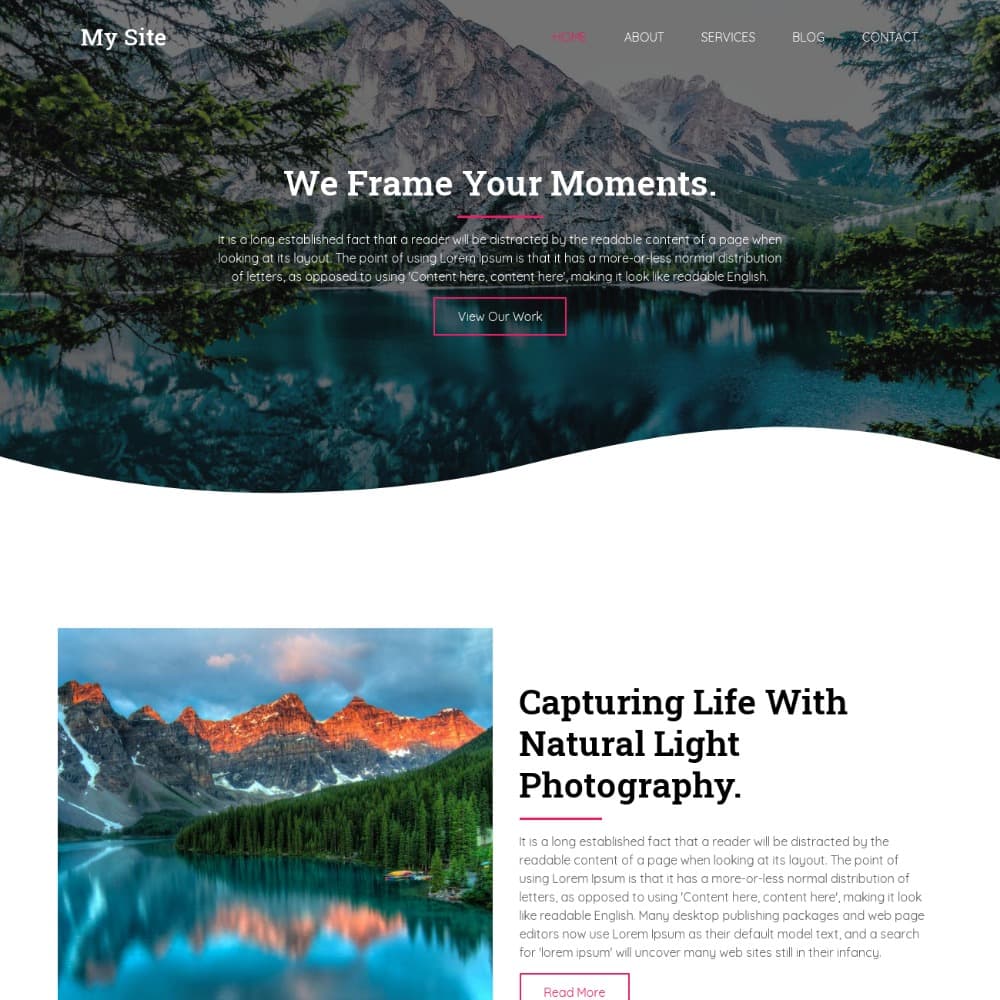 My Site
HOME ABOUT SERVICES BLOG CONTACT
We Frame Your Moments.
It is a long established fact that a reader will be distracted by the readable content of a page when
looking at its layout. The point of using Lorem Ipsum is that it has a more-or-less normal distribution
of letters, as opposed to using 'Content here, content here', making it look like readable English.
View Our Work
Capturing Life With
Natural Light
Photography.
It is a long established fact that a reader will be distracted by the
readable content of a page when looking at its layout. The point of
using Lorem Ipsum is that it has a more-or-less normal distribution of
letters, as opposed to using 'Content here, content here', making it look
like readable English. Many desktop publishing packages and web page
editors now use Lorem Ipsum as their default model text, and a search
for 'lorem ipsum' will uncover many web sites still in their infancy.
Read More